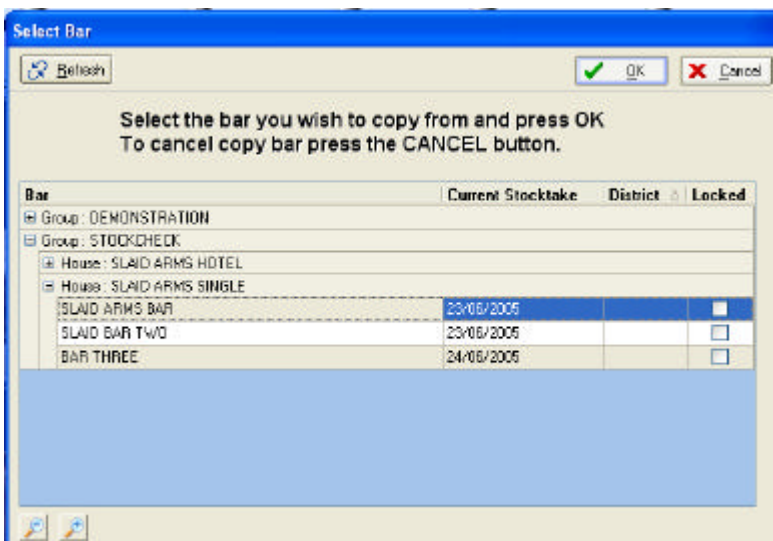 Select Bar
Refresh OK Cancel
Select the bar you wish to copy from and press OK
To cancel copy bar press the CANCEL button.
Bar Current Stocktake District Locked
Group : DEMONSTRATION
Group : STOCKCHECK
House : SLAID ARMS HOTEL
House : SLAID ARMS SINGLE
SLAID ARMS BAR 23/06/2005
SLAID BAR TWO 23/06/2005
BAR THREE 24/06/2005